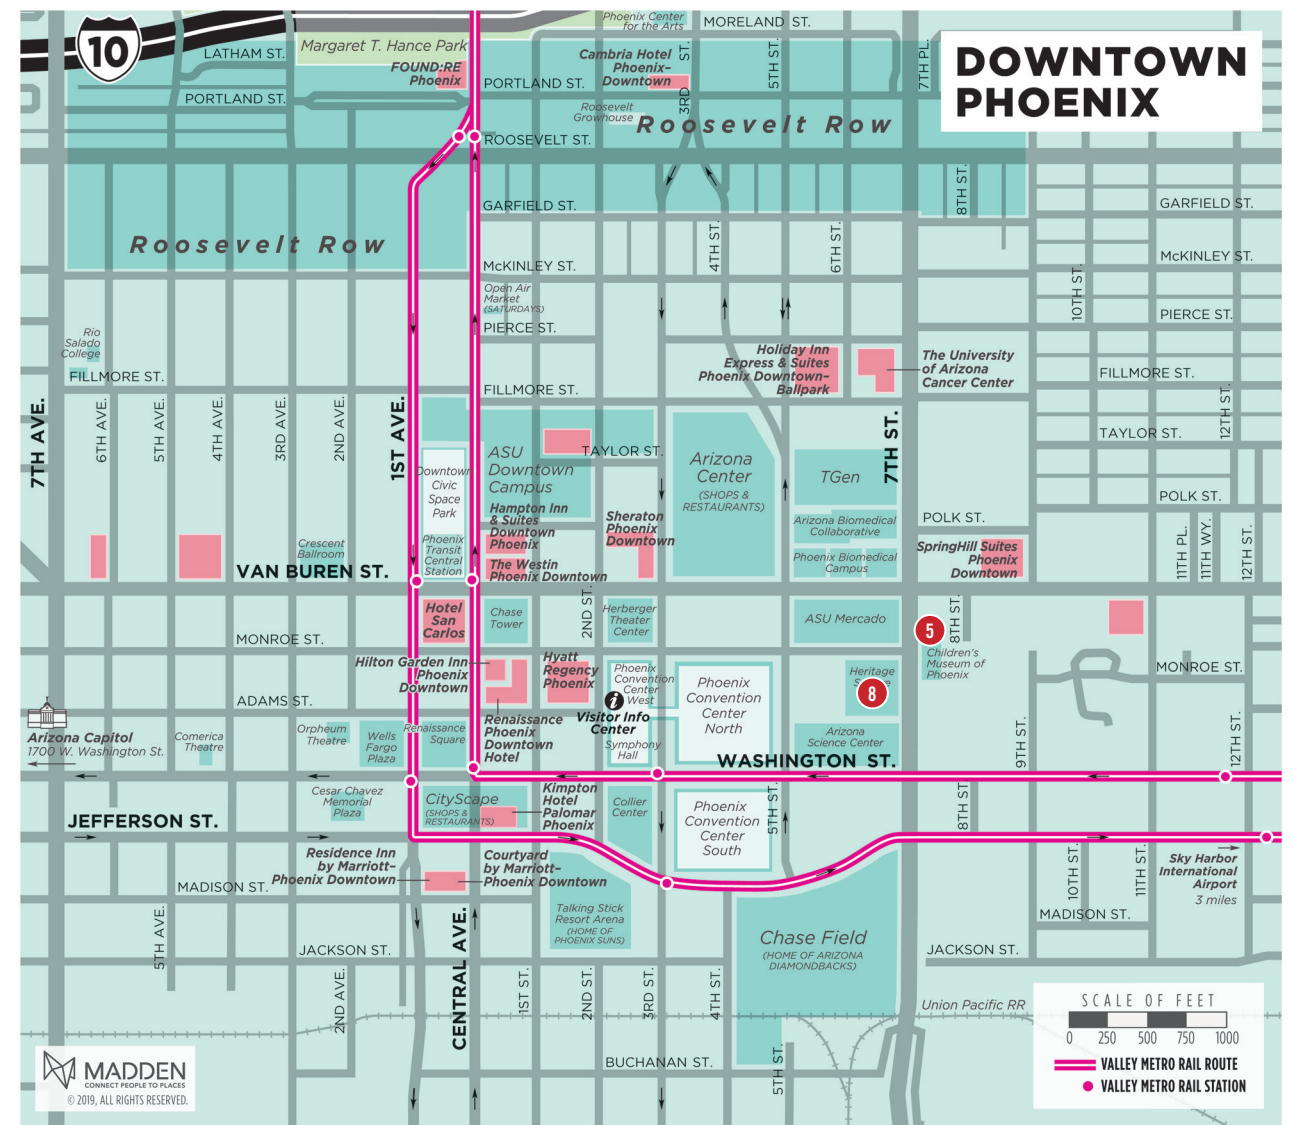 DOWNTOWN
PHOENIX
10
Phoenix Center
for the Arts
MORELAND ST.
LATHAM ST.
Margaret T. Hance Park
FOUND:RE
Phoenix
Cambria Hotel
Phoenix–
Downtown
3RD ST.
5TH ST.
7TH PL.
PORTLAND ST.
PORTLAND ST.
Roosevelt
Growhouse
Roosevelt Row
ROOSEVELT ST.
8TH ST.
GARFIELD ST.
GARFIELD ST.
Roosevelt Row
4TH ST.
6TH ST.
McKINLEY ST.
McKINLEY ST.
10TH ST.
Open Air
Market
(SATURDAYS)
PIERCE ST.
PIERCE ST.
Rio
Salado
College
FILLMORE ST.
FILLMORE ST.
FILLMORE ST.
Holiday Inn
Express & Suites
Phoenix Downtown–
Ballpark
The University
of Arizona
Cancer Center
7TH AVE.
6TH AVE.
5TH AVE.
4TH AVE.
3RD AVE.
2ND AVE.
1ST AVE.
7TH ST.
12TH ST.
TAYLOR ST.
TAYLOR ST.
ASU
Downtown
Campus
Downtown
Civic
Space
Park
Arizona
Center
(SHOPS &
RESTAURANTS)
TGen
POLK ST.
POLK ST.
Hampton Inn
& Suites
Downtown
Phoenix
Sheraton
Phoenix
Downtown
Arizona Biomedical
Collaborative
Phoenix Biomedical
Campus
SpringHill Suites
Phoenix
Downtown
11TH PL.
11TH WY.
12TH ST.
Crescent
Ballroom
Phoenix
Transit
Central
Station
The Westin
Phoenix Downtown
VAN BUREN ST.
Hotel
San
Carlos
Chase
Tower
2ND ST.
Herberger
Theater
Center
ASU Mercado
5
8TH ST.
MONROE ST.
MONROE ST.
Children's
Museum of
Phoenix
Hilton Garden Inn
Phoenix
Downtown
Hyatt
Regency
Phoenix
Phoenix
Convention
Center
West
Phoenix
Convention
Center
North
Heritage
8
ADAMS ST.
Visitor Info
Center
i
Arizona Capitol
1700 W. Washington St.
Comerica
Theatre
Orpheum
Theatre
Wells
Fargo
Plaza
Renaissance
Square
Renaissance
Phoenix
Downtown
Hotel
Symphony
Hall
Arizona
Science Center
9TH ST.
12TH ST.
WASHINGTON ST.
Cesar Chavez
Memorial
Plaza
CityScape
(SHOPS &
RESTAURANTS)
Kimpton
Hotel
Palomar
Phoenix
Collier
Center
Phoenix
Convention
Center
South
5TH ST.
8TH ST.
JEFFERSON ST.
Residence Inn
by Marriott–
Phoenix Downtown
Courtyard
by Marriott–
Phoenix Downtown
10TH ST.
11TH ST.
Sky Harbor
International
Airport
3 miles
MADISON ST.
MADISON ST.
5TH AVE.
CENTRAL AVE.
Talking Stick
Resort Arena
(HOME OF
PHOENIX SUNS)
Chase Field
(HOME OF ARIZONA
DIAMONDBACKS)
JACKSON ST.
JACKSON ST.
2ND AVE.
1ST ST.
2ND ST.
3RD ST.
4TH ST.
Union Pacific RR
BUCHANAN ST.
5TH ST.
SCALE OF FEET
0 250 500 750 1000
VALLEY METRO RAIL ROUTE
VALLEY METRO RAIL STATION
MADDEN
CONNECT PEOPLE TO PLACES
© 2019, ALL RIGHTS RESERVED.